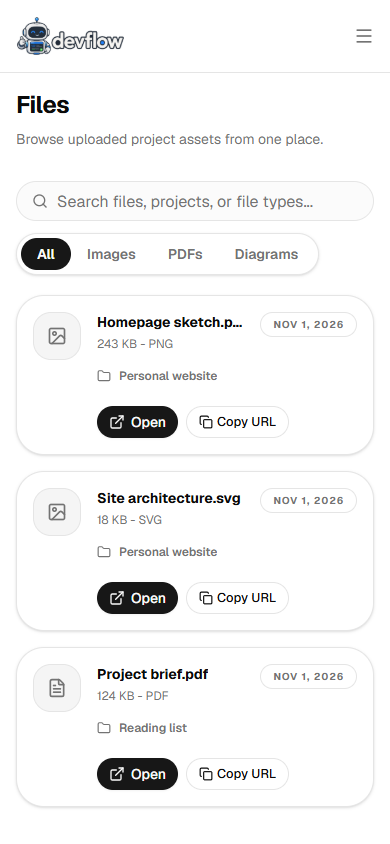 devflow
Files
Browse uploaded project assets from one place.
Search files, projects, or file types...
All Images PDFs Diagrams
Homepage sketch.p... NOV 1, 2026
243 KB - PNG
Personal website
Open Copy URL
Site architecture.svg NOV 1, 2026
18 KB - SVG
Personal website
Open Copy URL
Project brief.pdf NOV 1, 2026
124 KB - PDF
Reading list
Open Copy URL